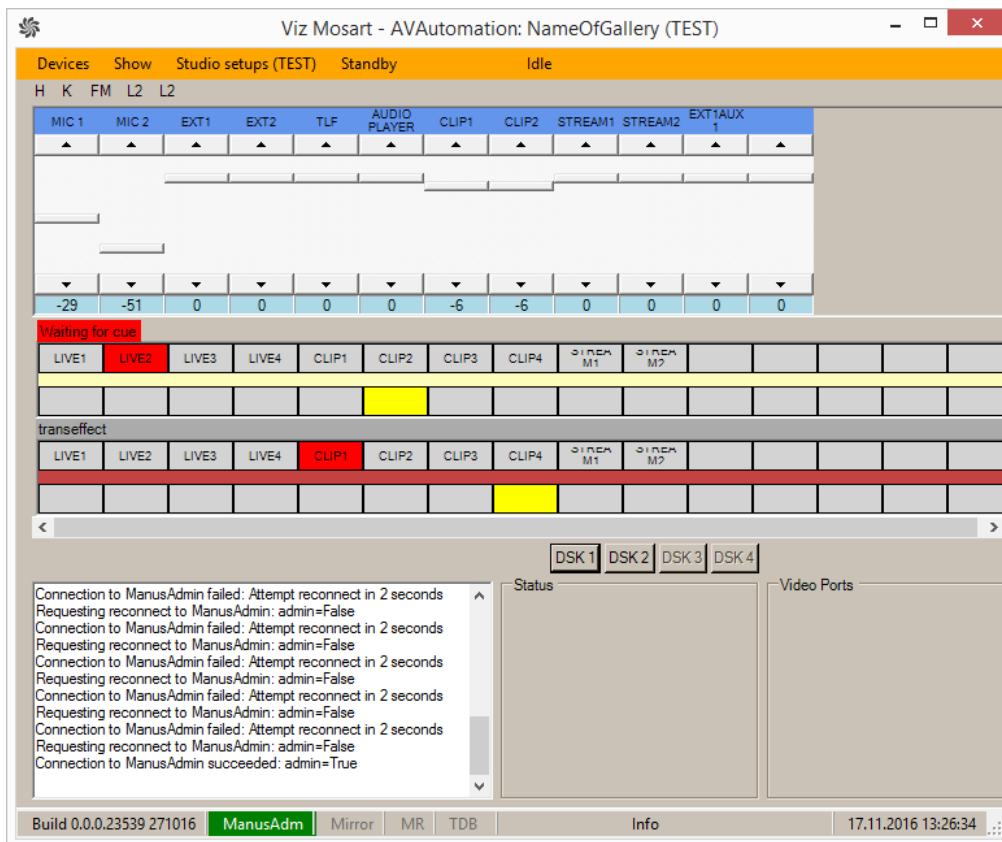 Viz Mosart - AVAutomation: NameOfGallery (TEST)
Devices Show Studio setups (TEST) Standby Idle
H K FM L2 L2
MIC 1 MIC 2 EXT1 EXT2 TLF AUDIO PLAYER CLIP1 CLIP2 STREAM1 STREAM2 EXT1AUX 1
-29 -51 0 0 0 0 -6 -6 0 0 0 0
Waiting for cue
LIVE1 LIVE2 LIVE3 LIVE4 CLIP1 CLIP2 CLIP3 CLIP4 STREAM1 STREAM2
transeffect
LIVE1 LIVE2 LIVE3 LIVE4 CLIP1 CLIP2 CLIP3 CLIP4 STREAM1 STREAM2
DSK 1 DSK 2 DSK 3 DSK 4
Connection to ManusAdmin failed: Attempt reconnect in 2 seconds
Requesting reconnect to ManusAdmin: admin=False
Connection to ManusAdmin failed: Attempt reconnect in 2 seconds
Requesting reconnect to ManusAdmin: admin=False
Connection to ManusAdmin failed: Attempt reconnect in 2 seconds
Requesting reconnect to ManusAdmin: admin=False
Connection to ManusAdmin failed: Attempt reconnect in 2 seconds
Requesting reconnect to ManusAdmin: admin=False
Connection to ManusAdmin failed: Attempt reconnect in 2 seconds
Requesting reconnect to ManusAdmin: admin=False
Connection to ManusAdmin succeeded: admin=True
Status
Video Ports
Build 0.0.0.23539 271016 ManusAdm Mirror MR TDB Info 17.11.2016 13:26:34